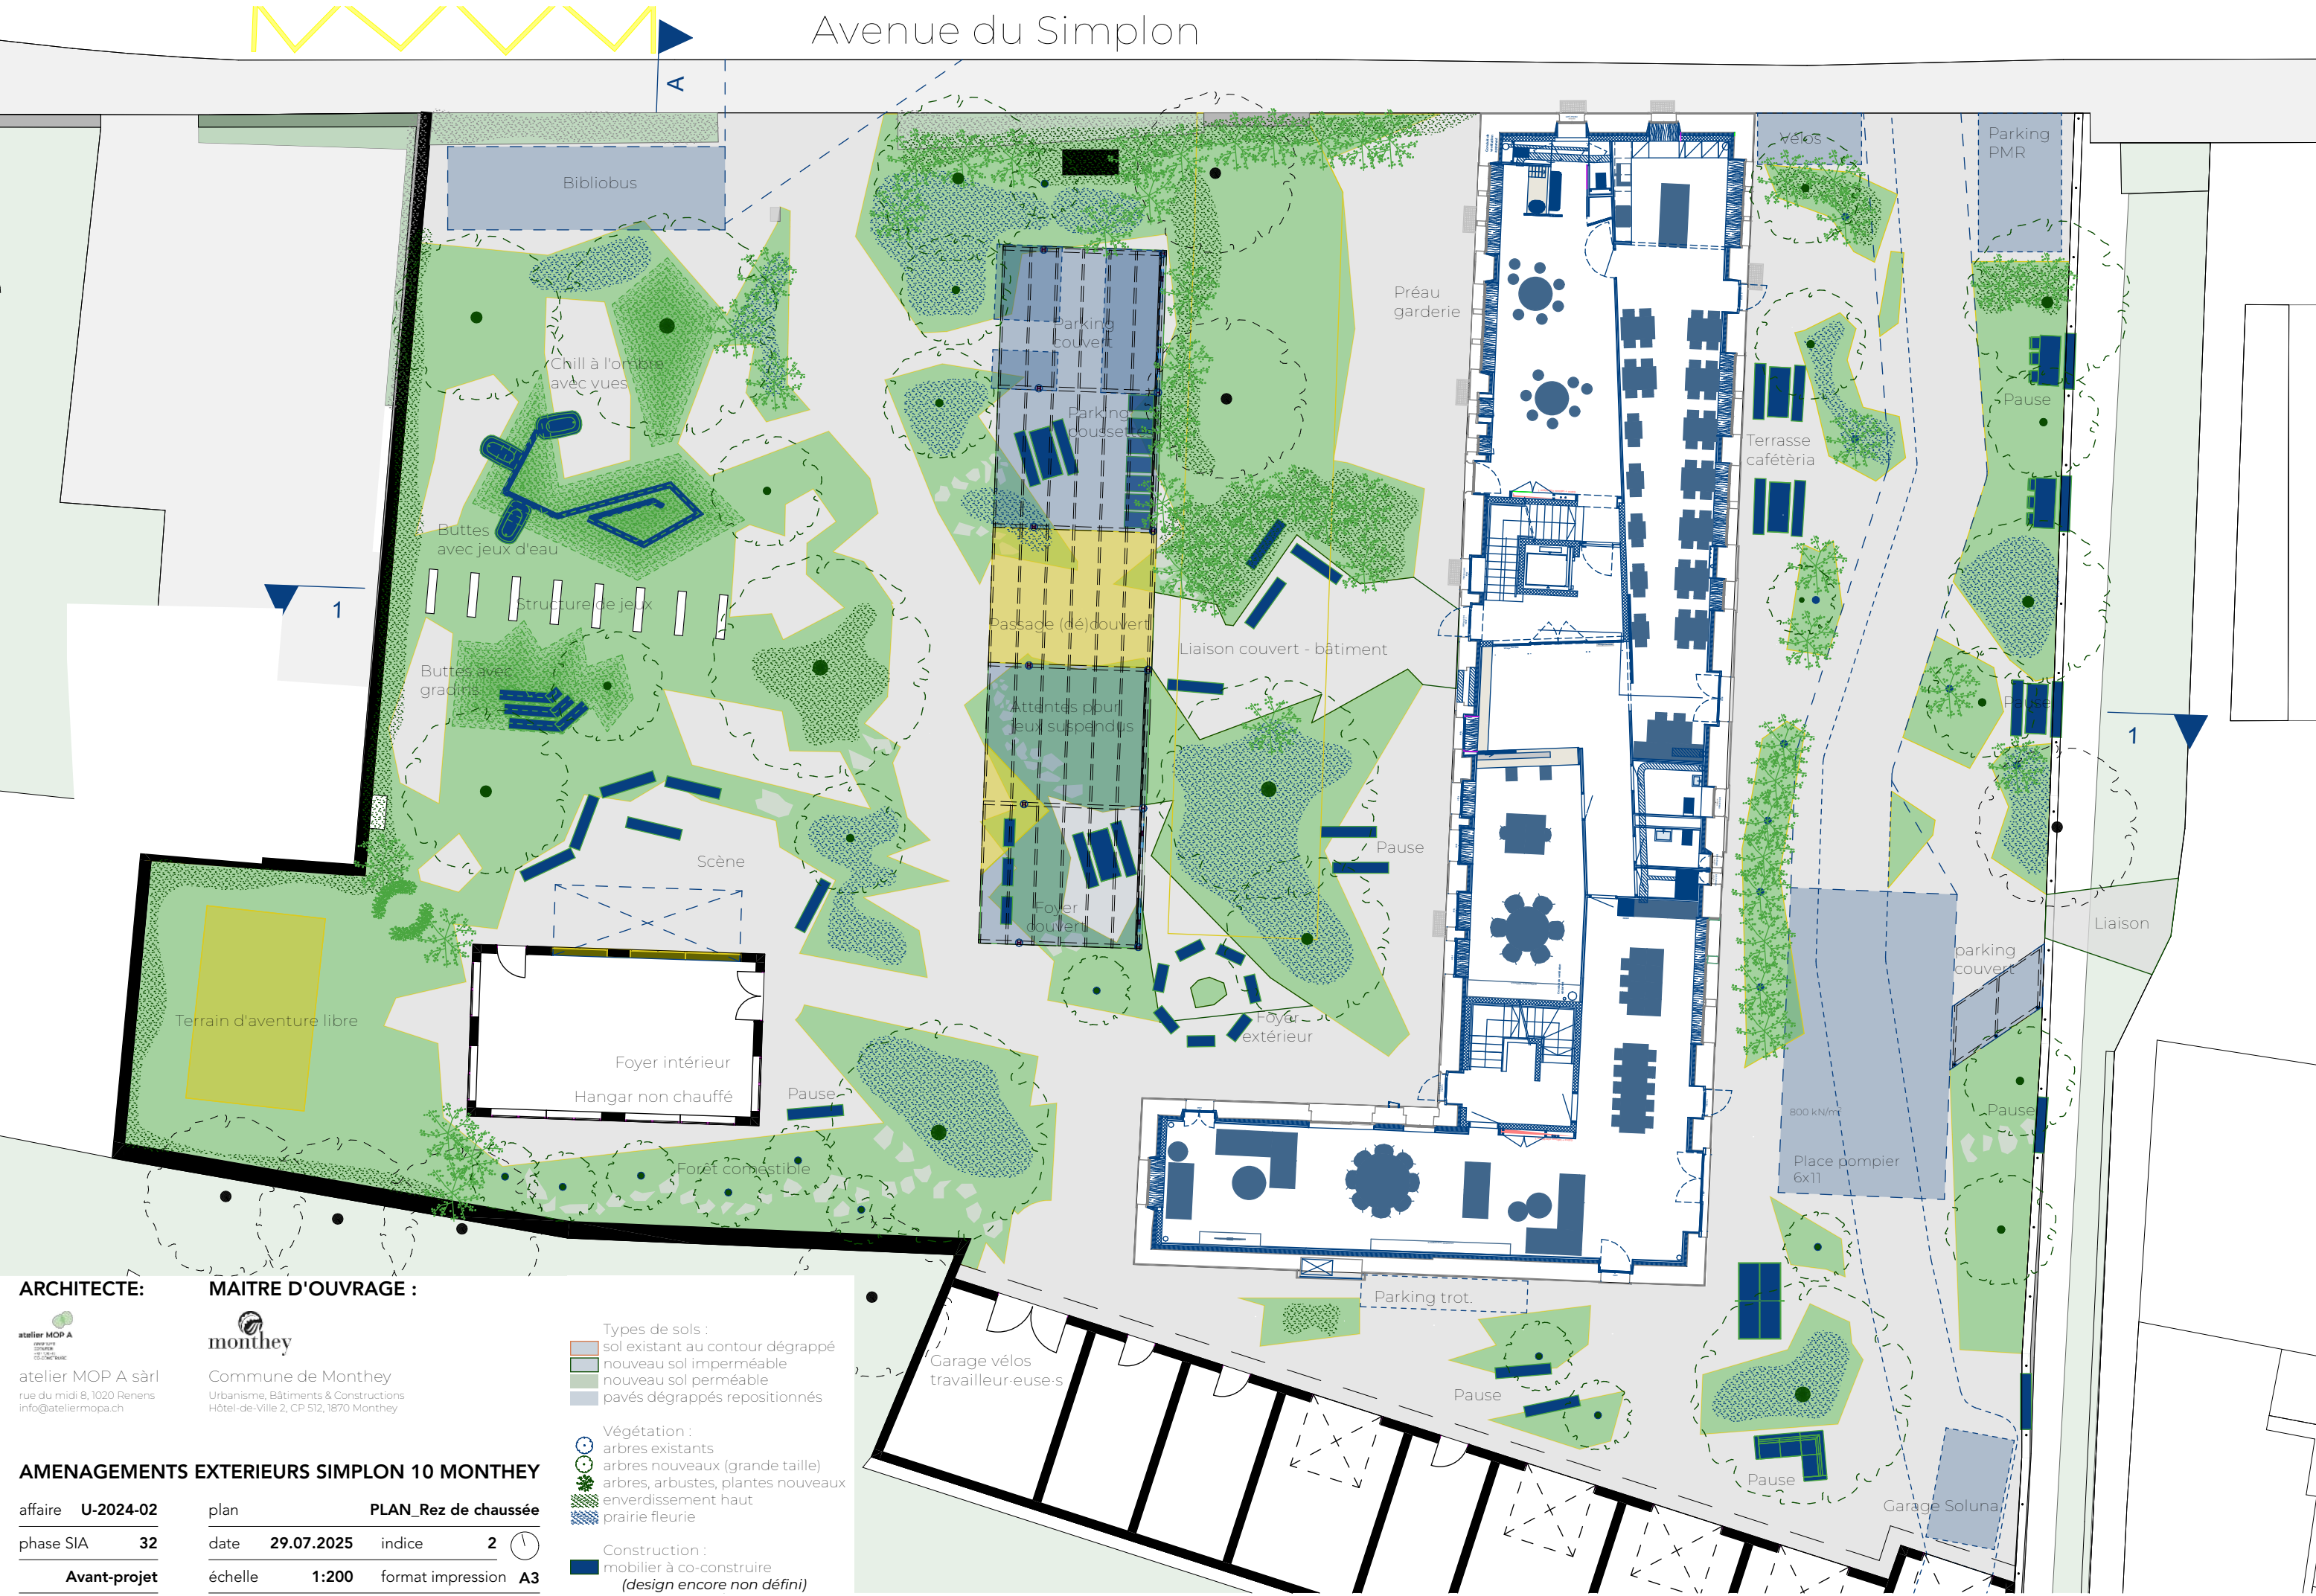 Avenue du Simplon
A
Bibliobus
Vélos
Parking
PMR
Préau
garderie
Parking
couvert
Chill à l'ombre
avec vues
Pause
Parking
poussette
Terrasse
cafétèria
Buttes
avec jeux d'eau
1
Structure de jeux
Passage (dé)couvert
Liaison couvert - bâtiment
Buttes avec
gradins
Attentes pour
jeux suspendus
Pause
1
Pause
Scène
Foyer
couvert
Liaison
parking
couvert
Terrain d'aventure libre
Foyer
extérieur
Foyer intérieur
Hangar non chauffé
Pause
800 kN/m²
Pause
Forêt comestible
Place pompier
6x11
Parking trot.
Garage vélos
travailleur·euse·s
Pause
Pause
Garage Soluna
ARCHITECTE:
atelier MOP A
atelier MOP A sàrl
rue du midi 8, 1020 Renens
info@ateliermopa.ch
MAITRE D'OUVRAGE :
monthey
Commune de Monthey
Urbanisme, Bâtiments & Constructions
Hôtel-de-Ville 2, CP 512, 1870 Monthey
AMENAGEMENTS EXTERIEURS SIMPLON 10 MONTHEY
affaire U-2024-02
plan PLAN_Rez de chaussée
phase SIA 32
date 29.07.2025 indice 2
Avant-projet
échelle 1:200 format impression A3
Types de sols :
sol existant au contour dégrappé
nouveau sol imperméable
nouveau sol perméable
pavés dégrappés repositionnés
Végétation :
arbres existants
arbres nouveaux (grande taille)
arbres, arbustes, plantes nouveaux
enverdissement haut
prairie fleurie
Construction :
mobilier à co-construire
(design encore non défini)